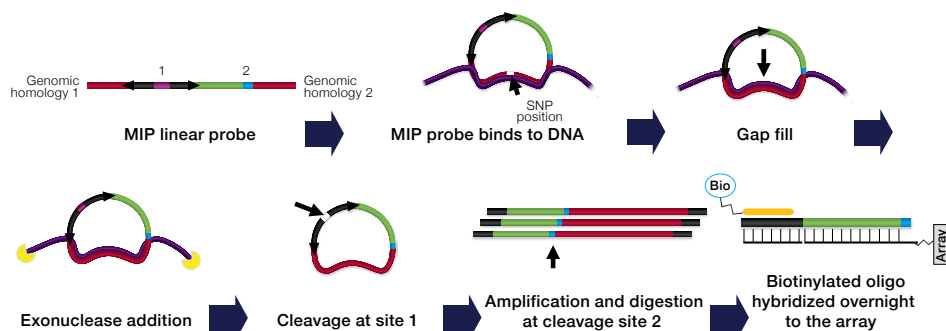 Genomic
homology 1
1
2
Genomic
homology 2
MIP linear probe
SNP
position
MIP probe binds to DNA
Gap fill
Exonuclease addition
Cleavage at site 1
Amplification and digestion
at cleavage site 2
Bio
Array
Biotinylated oligo
hybridized overnight
to the array